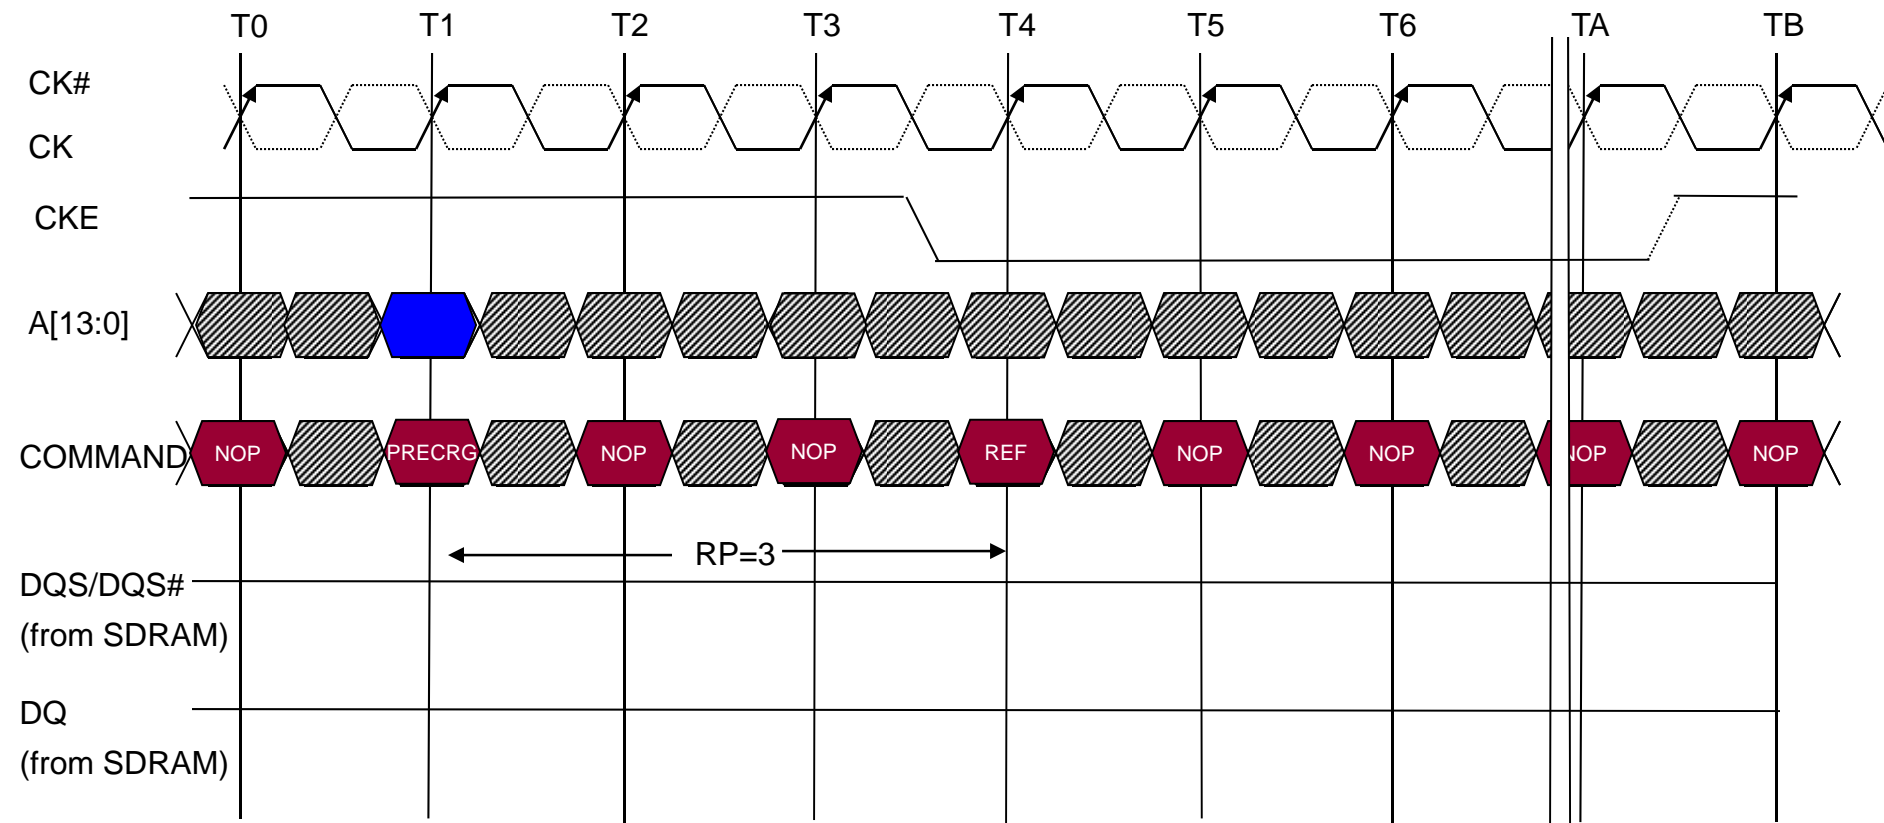 T0 T1 T2 T3 T4 T5 T6 TA TB
CK#
CK
CKE
A[13:0]
COMMAND NOP PRECRG NOP NOP REF NOP NOP NOP NOP
RP=3
DQS/DQS#
(from SDRAM)
DQ
(from SDRAM)